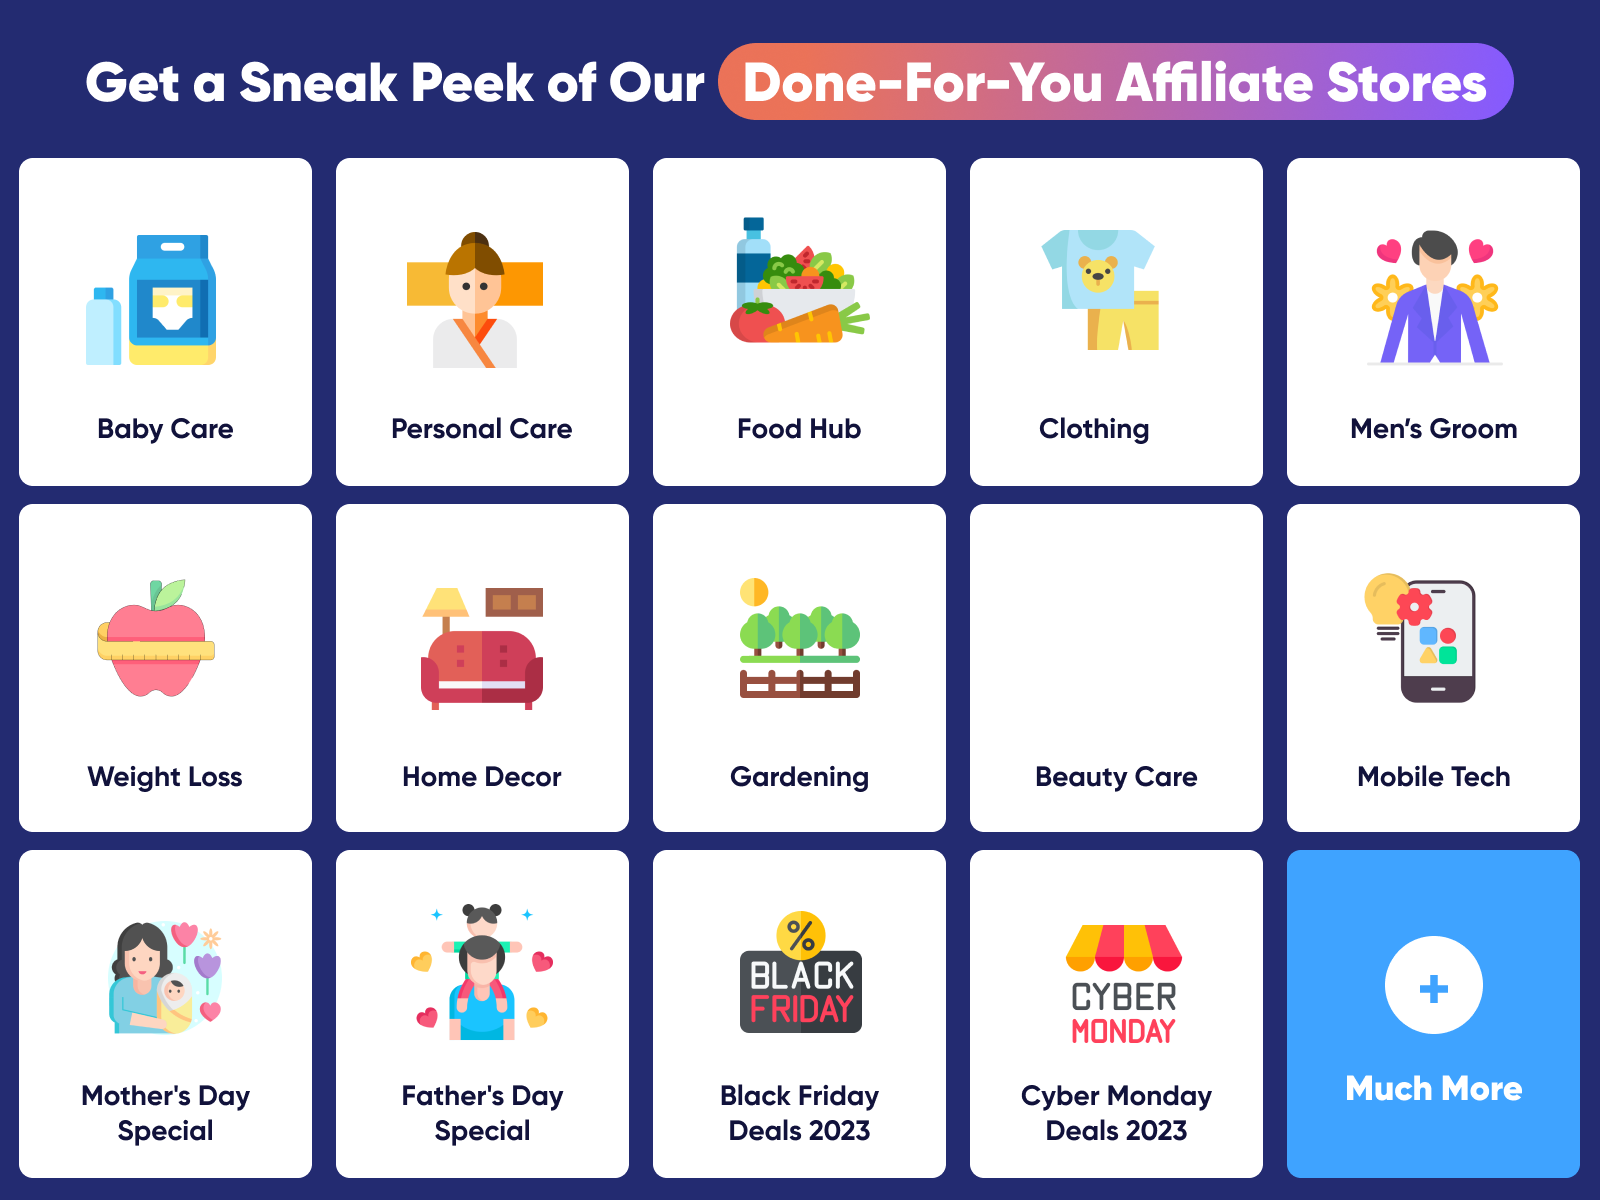 Get a Sneak Peek of Our Done-For-You Affiliate Stores
Baby Care
Personal Care
Food Hub
Clothing
Men’s Groom
Weight Loss
Home Decor
Gardening
Beauty Care
Mobile Tech
Mother's Day
Special
Father's Day
Special
%
BLACK
FRIDAY
Black Friday
Deals 2023
CYBER
MONDAY
Cyber Monday
Deals 2023
+
Much More